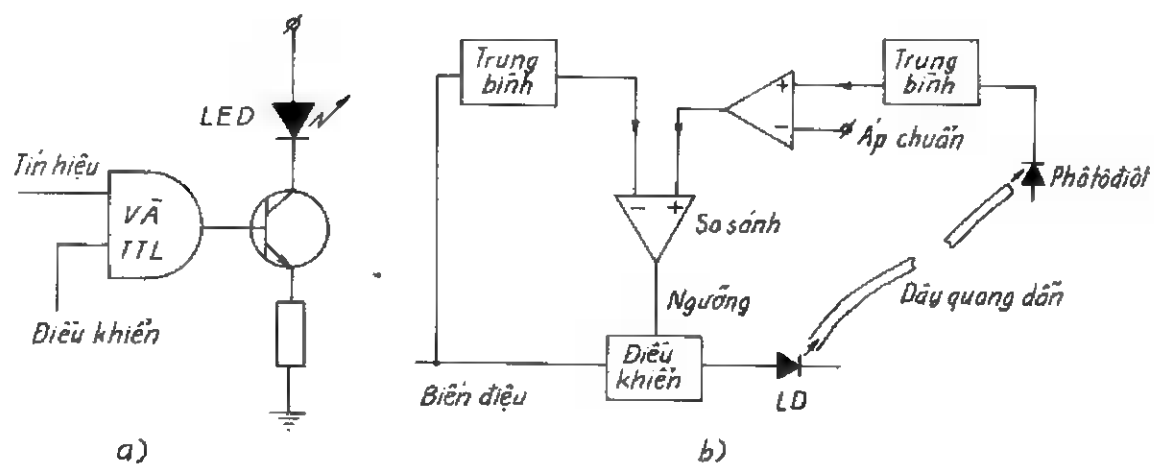 LED
Tín hiệu
VÀ
TTL
Điều khiển
a)
Trung
bình
Trung
bình
+
−
Áp chuẩn
Phôtôđiôt
−
+
So sánh
Ngưỡng
Dây quang dẫn
Điều
khiển
Biến điệu
LD
b)